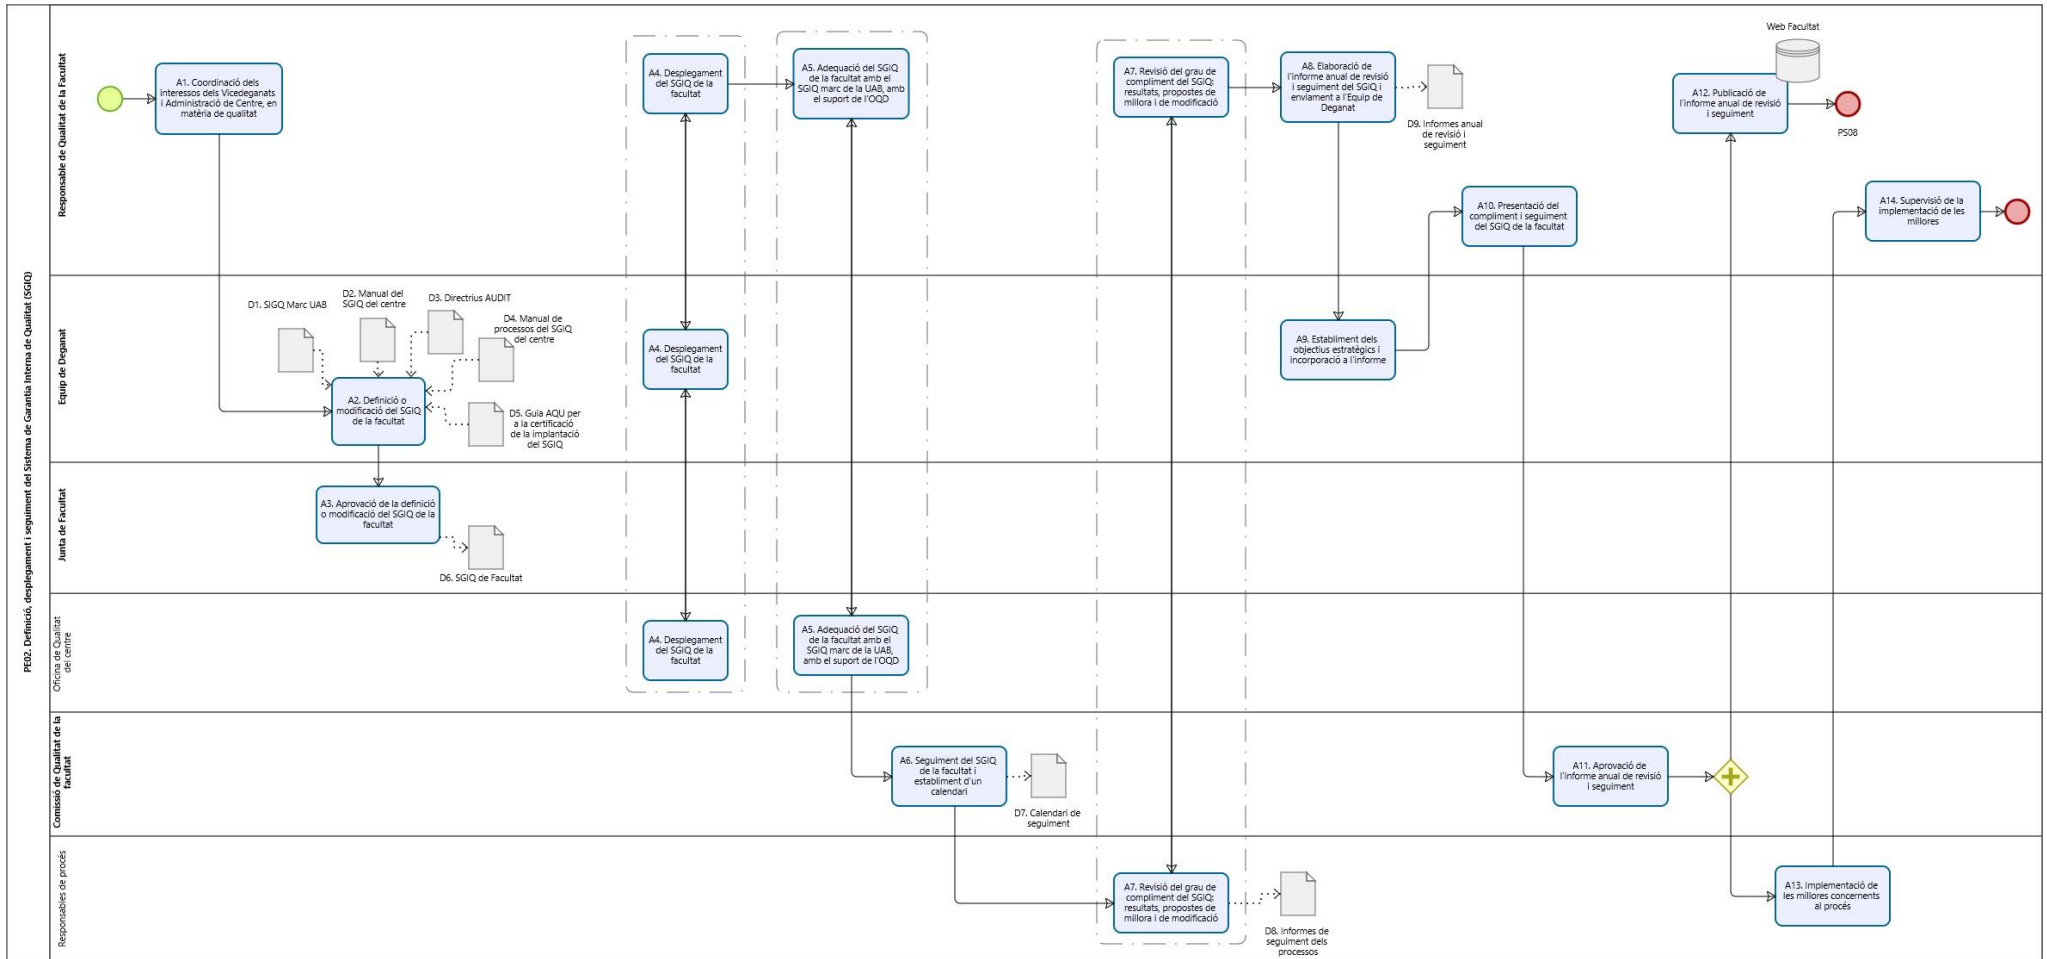 PE02. Definició, desplegament i seguiment del Sistema de Garantia Interna de Qualitat (SGIQ)
Responsable de Qualitat de la Facultat
A1. Coordinació dels
interessos dels Vicedeganats
i Administració de Centre, en
matèria de qualitat
A4. Desplegament
del SGIQ de la
facultat
A5. Adequació del SGIQ
de la facultat amb el
SGIQ marc de la UAB, amb
el suport de l'OQD
A7. Revisió del grau de
compliment del SGIQ:
resultats, propostes de
millora i de modificació
A8. Elaboració de
l'informe anual de revisió
i seguiment del SGIQ i
enviament a l'Equip de
Deganat
D9. Informes anual
de revisió i
seguiment
A10. Presentació del
compliment i seguiment
del SGIQ de la facultat
Web Facultat
A12. Publicació de
l'informe anual de revisió
i seguiment
PS08
A14. Supervisió de la
implementació de les
millores
Equip de Deganat
D1. SIGQ Marc UAB
D2. Manual del
SGIQ del centre
D3. Directrius AUDIT
D4. Manual de
processos del SGIQ
del centre
A2. Definició o
modificació del SGIQ
de la facultat
D5. Guia AQU per
a la certificació
de la implantació
del SGIQ
A4. Desplegament
del SGIQ de la
facultat
A9. Establiment dels
objectius estratègics i
incorporació a l'informe
Junta de Facultat
A3. Aprovació de la definició
o modificació del SGIQ de la
facultat
D6. SGIQ de Facultat
Oficina de Qualitat
del centre
A4. Desplegament
del SGIQ de la
facultat
A5. Adequació del SGIQ
de la facultat amb el
SGIQ marc de la UAB,
amb el suport de l'OQD
Comissió de Qualitat de la
facultat
A6. Seguiment del SGIQ
de la facultat i
establiment d'un
calendari
D7. Calendari de
seguiment
A11. Aprovació de
l'informe anual de revisió
i seguiment
Responsables de procés
A7. Revisió del grau de
compliment del SGIQ:
resultats, propostes de
millora i de modificació
D8. Informes de
seguiment dels
processos
A13. Implementació de
les millores concernents
al procés